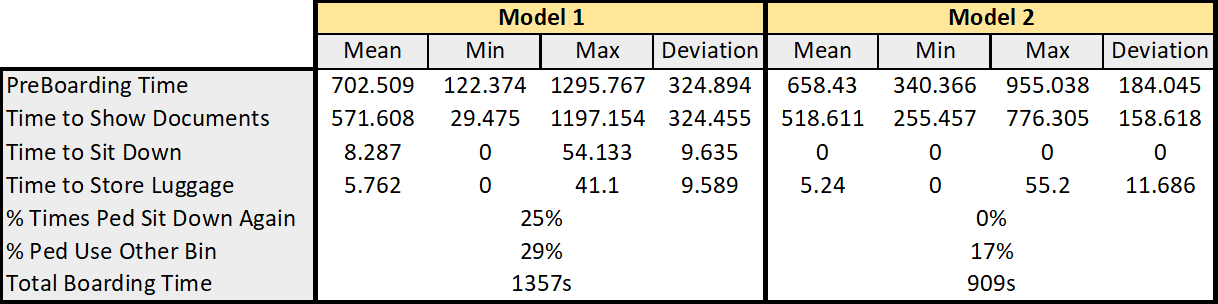 Model 1 Model 2
Mean Min Max Deviation Mean Min Max Deviation
PreBoarding Time 702.509 122.374 1295.767 324.894 658.43 340.366 955.038 184.045
Time to Show Documents 571.608 29.475 1197.154 324.455 518.611 255.457 776.305 158.618
Time to Sit Down 8.287 0 54.133 9.635 0 0 0 0
Time to Store Luggage 5.762 0 41.1 9.589 5.24 0 55.2 11.686
% Times Ped Sit Down Again 25% 0%
% Ped Use Other Bin 29% 17%
Total Boarding Time 1357s 909s